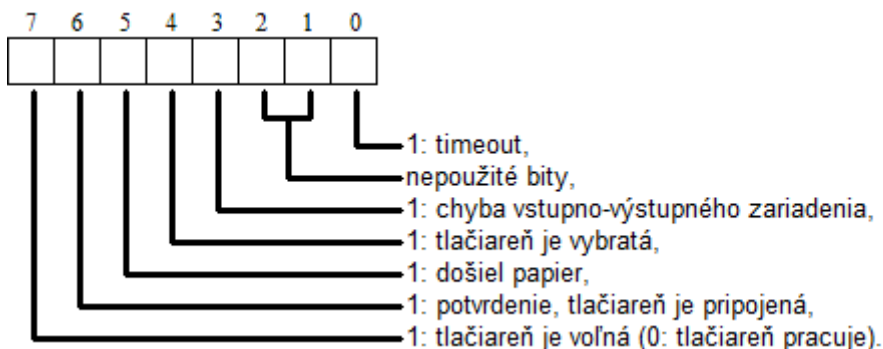 7 6 5 4 3 2 1 0
1: timeout,
nepoužité bity,
1: chyba vstupno-výstupného zariadenia,
1: tlačiareň je vybratá,
1: došiel papier,
1: potvrdenie, tlačiareň je pripojená,
1: tlačiareň je voľná (0: tlačiareň pracuje).